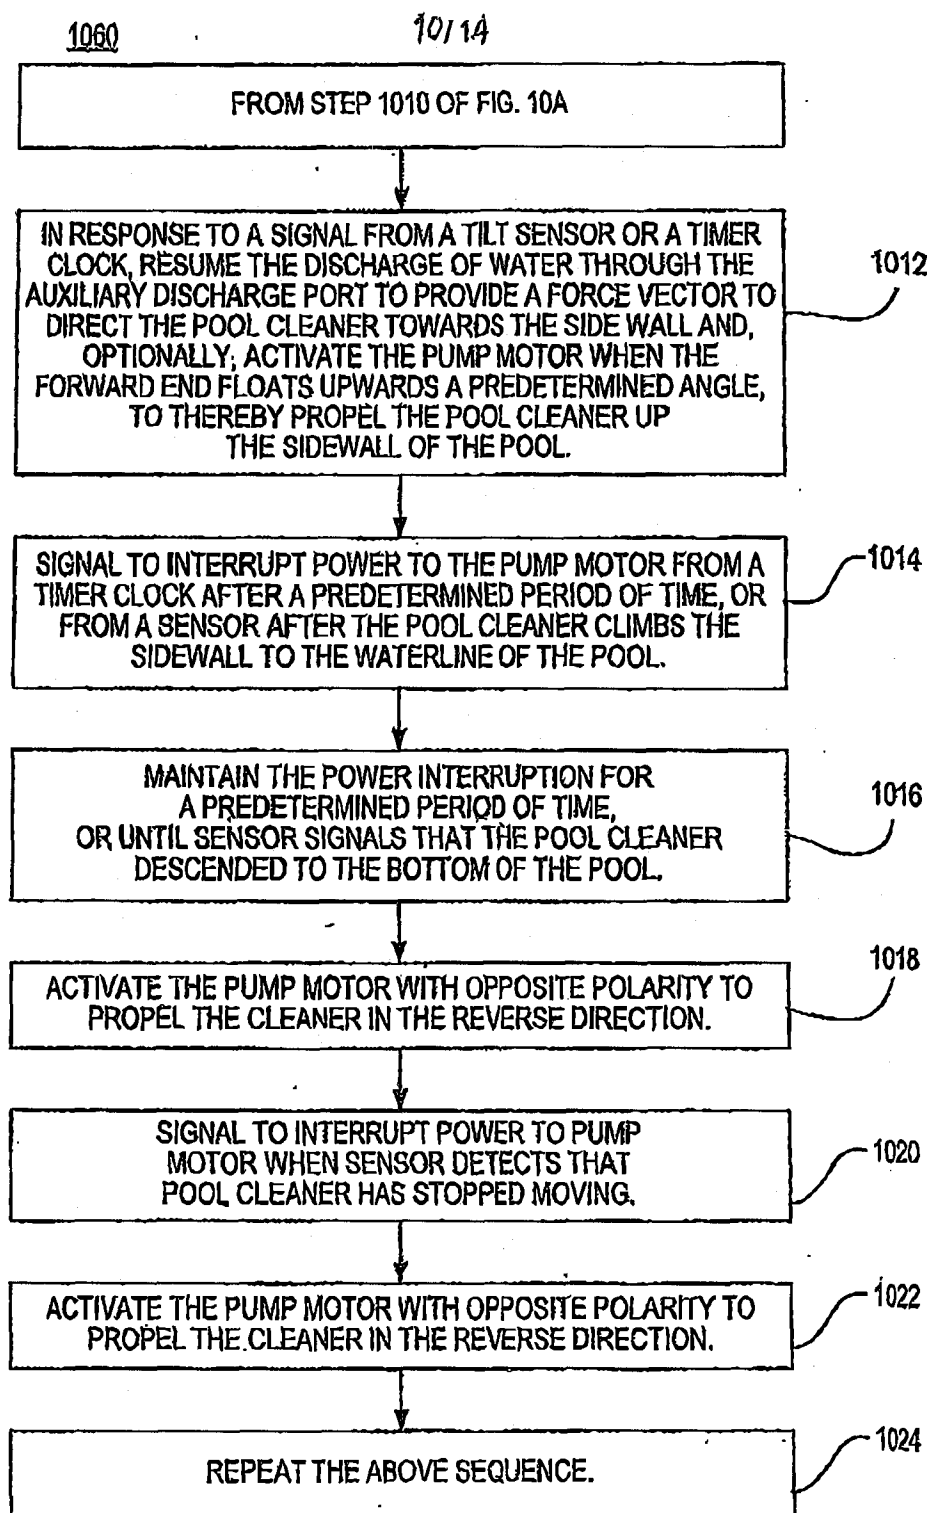 1060
10/14
FROM STEP 1010 OF FIG. 10A
IN RESPONSE TO A SIGNAL FROM A TILT SENSOR OR A TIMER
CLOCK, RESUME THE DISCHARGE OF WATER THROUGH THE
AUXILIARY DISCHARGE PORT TO PROVIDE A FORCE VECTOR TO
DIRECT THE POOL CLEANER TOWARDS THE SIDE WALL AND,
OPTIONALLY; ACTIVATE THE PUMP MOTOR WHEN THE
FORWARD END FLOATS UPWARDS A PREDETERMINED ANGLE,
TO THEREBY PROPEL THE POOL CLEANER UP
THE SIDEWALL OF THE POOL.
1012
SIGNAL TO INTERRUPT POWER TO THE PUMP MOTOR FROM A
TIMER CLOCK AFTER A PREDETERMINED PERIOD OF TIME, OR
FROM A SENSOR AFTER THE POOL CLEANER CLIMBS THE
SIDEWALL TO THE WATERLINE OF THE POOL.
1014
MAINTAIN THE POWER INTERRUPTION FOR
A PREDETERMINED PERIOD OF TIME,
OR UNTIL SENSOR SIGNALS THAT THE POOL CLEANER
DESCENDED TO THE BOTTOM OF THE POOL.
1016
ACTIVATE THE PUMP MOTOR WITH OPPOSITE POLARITY TO
PROPEL THE CLEANER IN THE REVERSE DIRECTION.
1018
SIGNAL TO INTERRUPT POWER TO PUMP
MOTOR WHEN SENSOR DETECTS THAT
POOL CLEANER HAS STOPPED MOVING.
1020
ACTIVATE THE PUMP MOTOR WITH OPPOSITE POLARITY TO
PROPEL THE CLEANER IN THE REVERSE DIRECTION.
1022
REPEAT THE ABOVE SEQUENCE.
1024